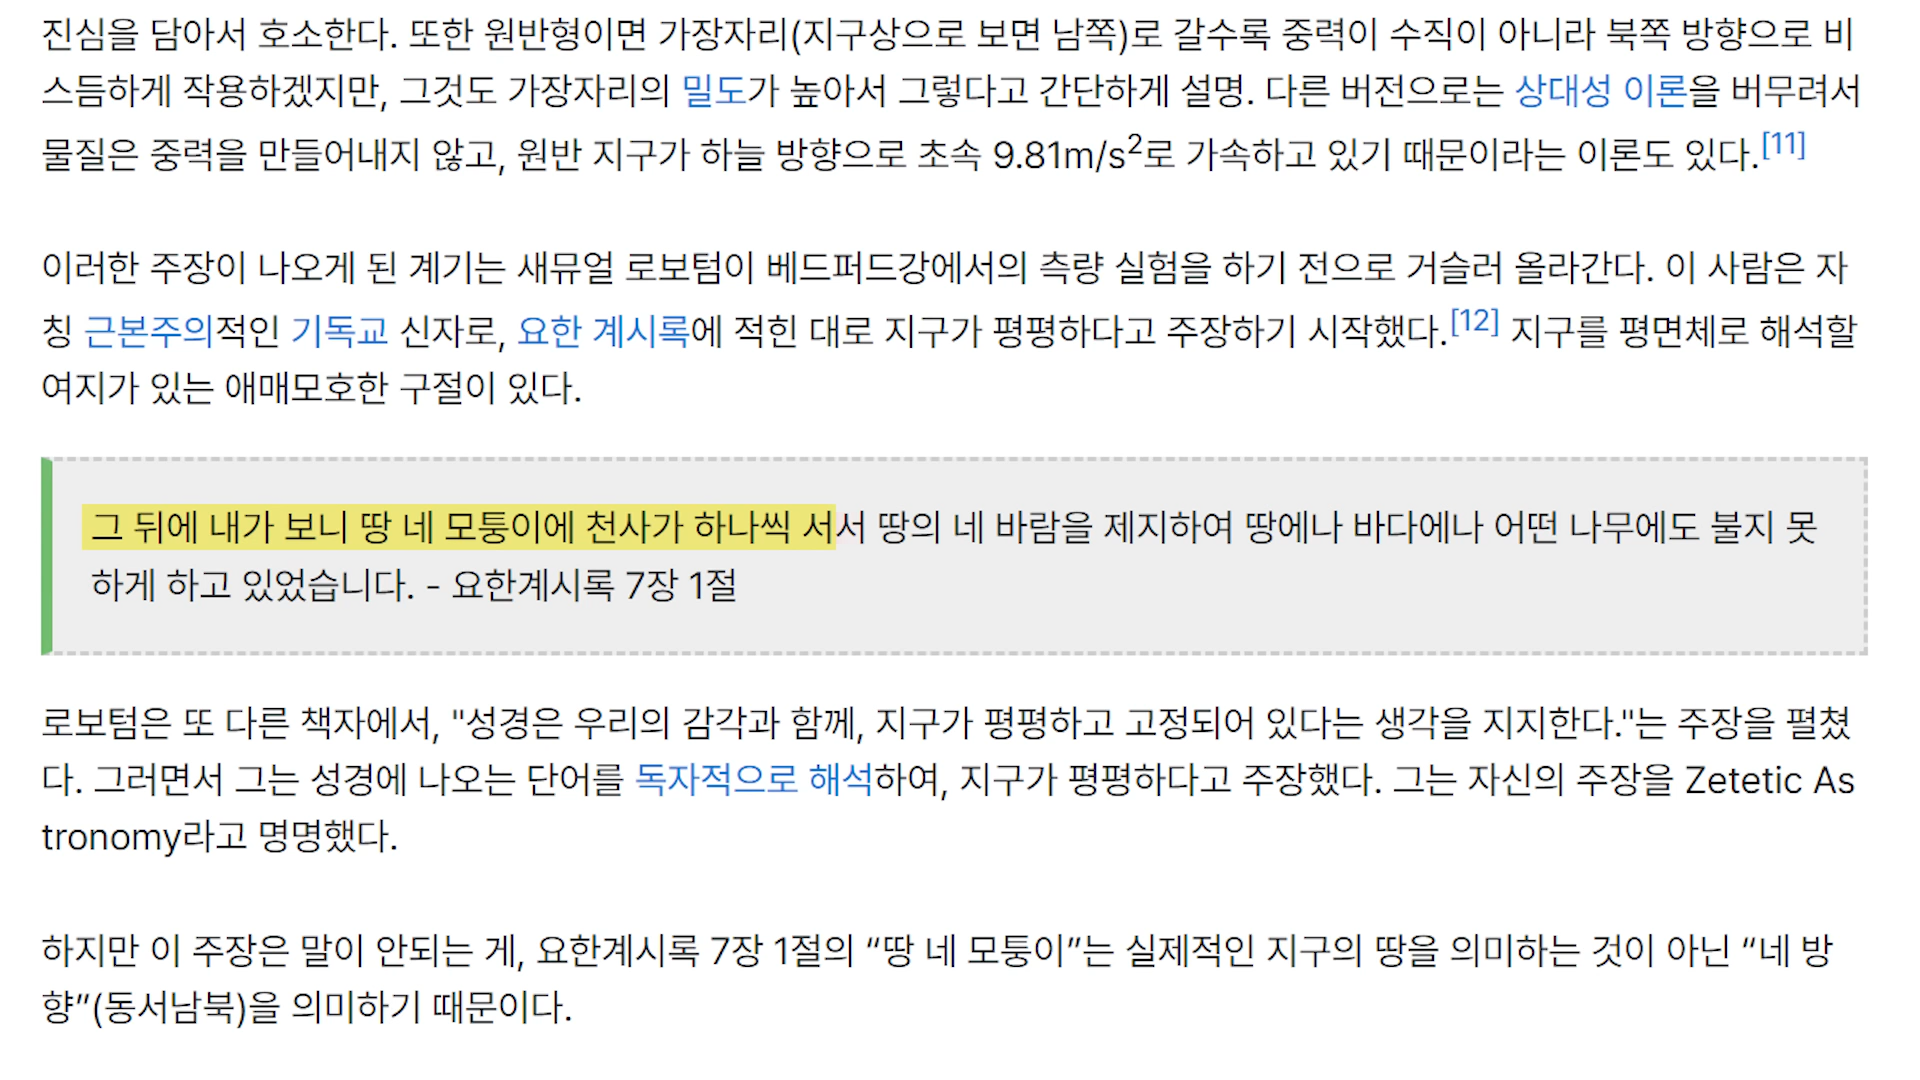 진심을 담아서 호소한다. 또한 원반형이면 가장자리(지구상으로 보면 남쪽)로 갈수록 중력이 수직이 아니라 북쪽 방향으로 비
스듬하게 작용하겠지만, 그것도 가장자리의 밀도가 높아서 그렇다고 간단하게 설명. 다른 버전으로는 상대성 이론을 버무려서
물질은 중력을 만들어내지 않고, 원반 지구가 하늘 방향으로 초속 9.81m/s²로 가속하고 있기 때문이라는 이론도 있다.[11]
이러한 주장이 나오게 된 계기는 새뮤얼 로보텀이 베드퍼드강에서의 측량 실험을 하기 전으로 거슬러 올라간다. 이 사람은 자
칭 근본주의적인 기독교 신자로, 요한 계시록에 적힌 대로 지구가 평평하다고 주장하기 시작했다.[12] 지구를 평면체로 해석할
여지가 있는 애매모호한 구절이 있다.
그 뒤에 내가 보니 땅 네 모퉁이에 천사가 하나씩 서서 땅의 네 바람을 제지하여 땅에나 바다에나 어떤 나무에도 불지 못
하게 하고 있었습니다. - 요한계시록 7장 1절
로보텀은 또 다른 책자에서, "성경은 우리의 감각과 함께, 지구가 평평하고 고정되어 있다는 생각을 지지한다."는 주장을 펼쳤
다. 그러면서 그는 성경에 나오는 단어를 독자적으로 해석하여, 지구가 평평하다고 주장했다. 그는 자신의 주장을 Zetetic As
tronomy라고 명명했다.
하지만 이 주장은 말이 안되는 게, 요한계시록 7장 1절의 “땅 네 모퉁이”는 실제적인 지구의 땅을 의미하는 것이 아닌 “네 방
향”(동서남북)을 의미하기 때문이다.